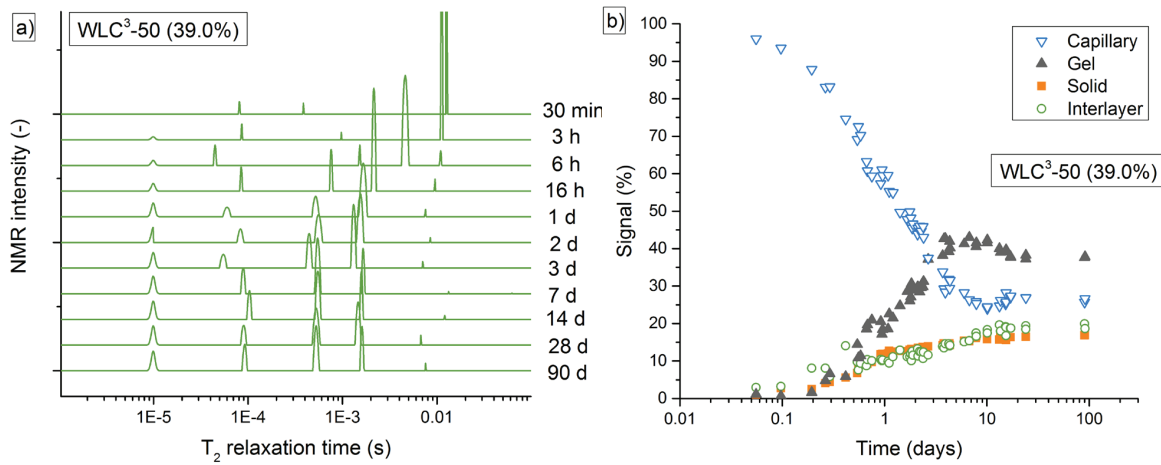 a)
WLC³-50 (39.0%)
NMR intensity (-)
30 min
3 h
6 h
16 h
1 d
2 d
3 d
7 d
14 d
28 d
90 d
1E-5 1E-4 1E-3 0.01
T₂ relaxation time (s)
b)
100
90
80
70
60
50
40
30
20
10
0
Signal (%)
Capillary
Gel
Solid
Interlayer
WLC³-50 (39.0%)
0.01 0.1 1 10 100
Time (days)